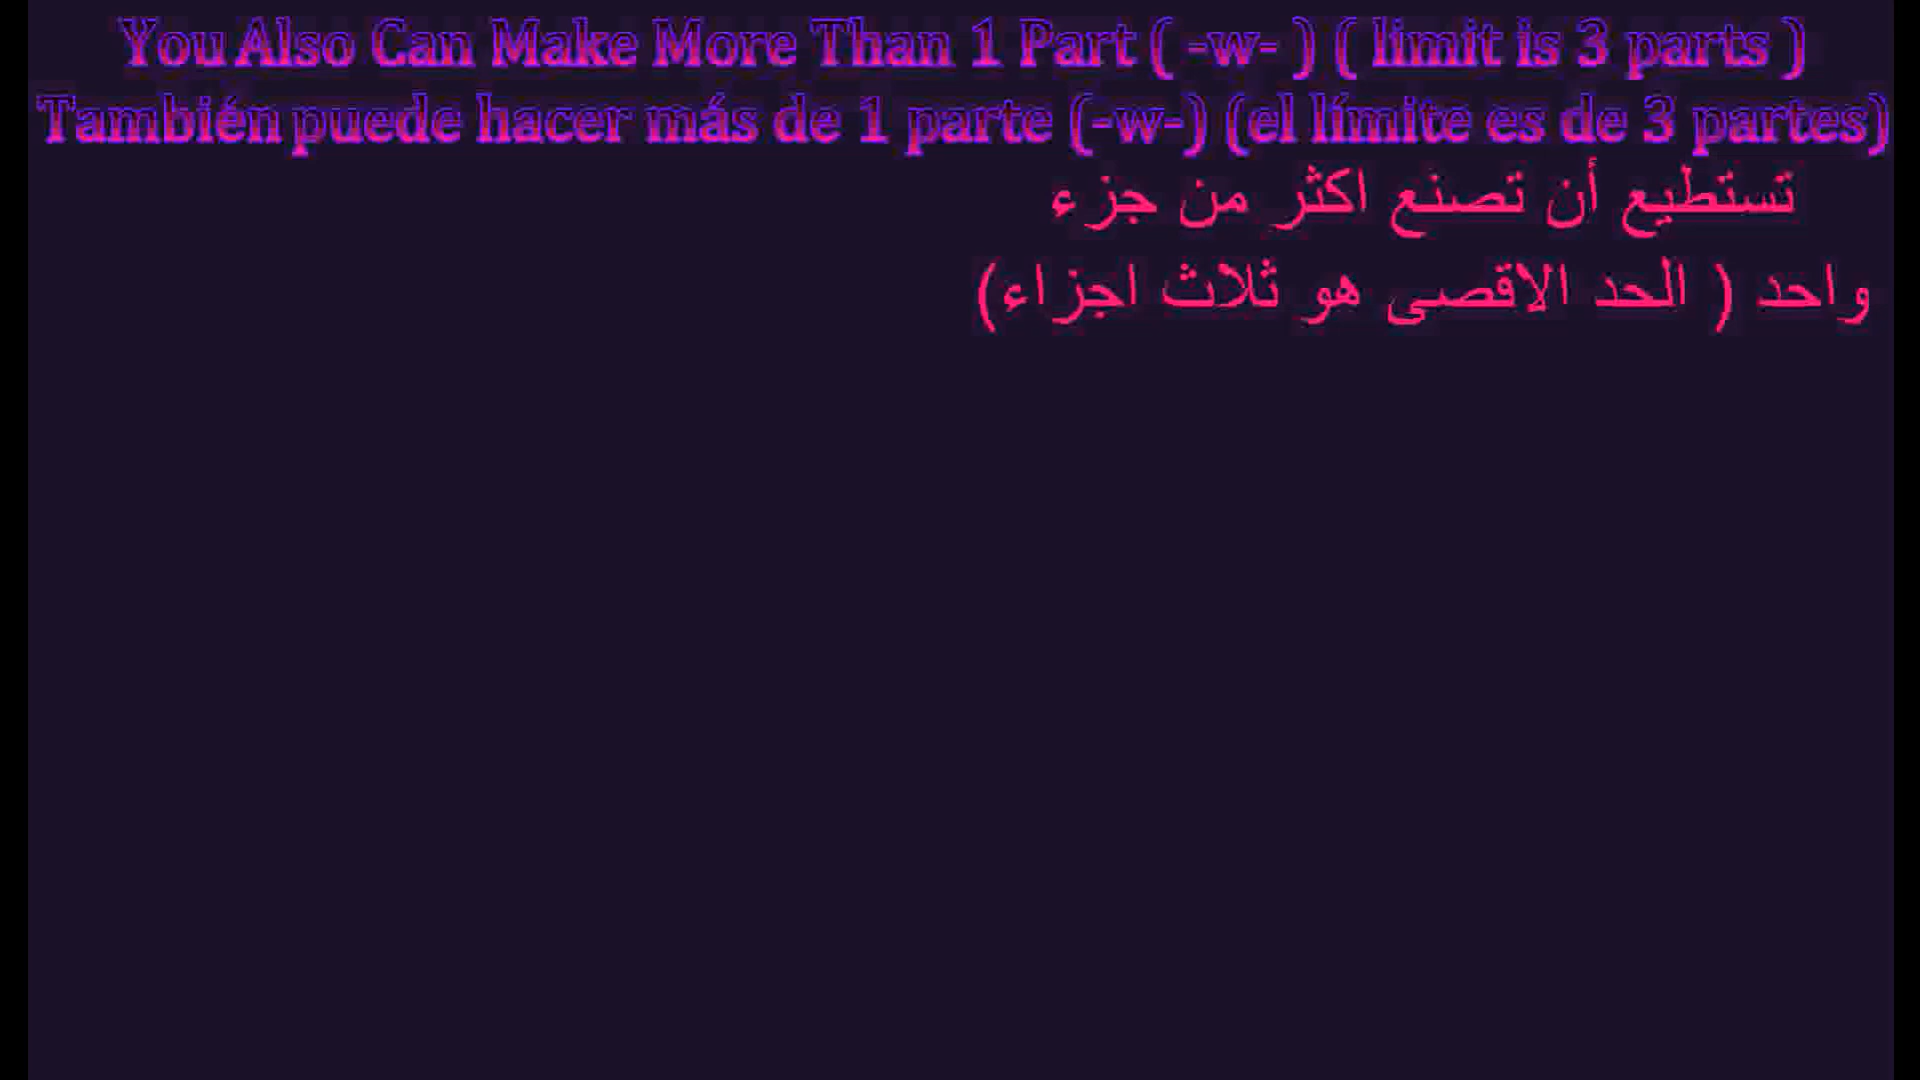 You Also Can Make More Than 1 Part ( -w- ) ( limit is 3 parts )
También puede hacer más de 1 parte (-w-) (el límite es de 3 partes)
تستطيع أن تصنع اكثر من جزء
واحد ( الحد الاقصى هو ثلاث اجزاء)